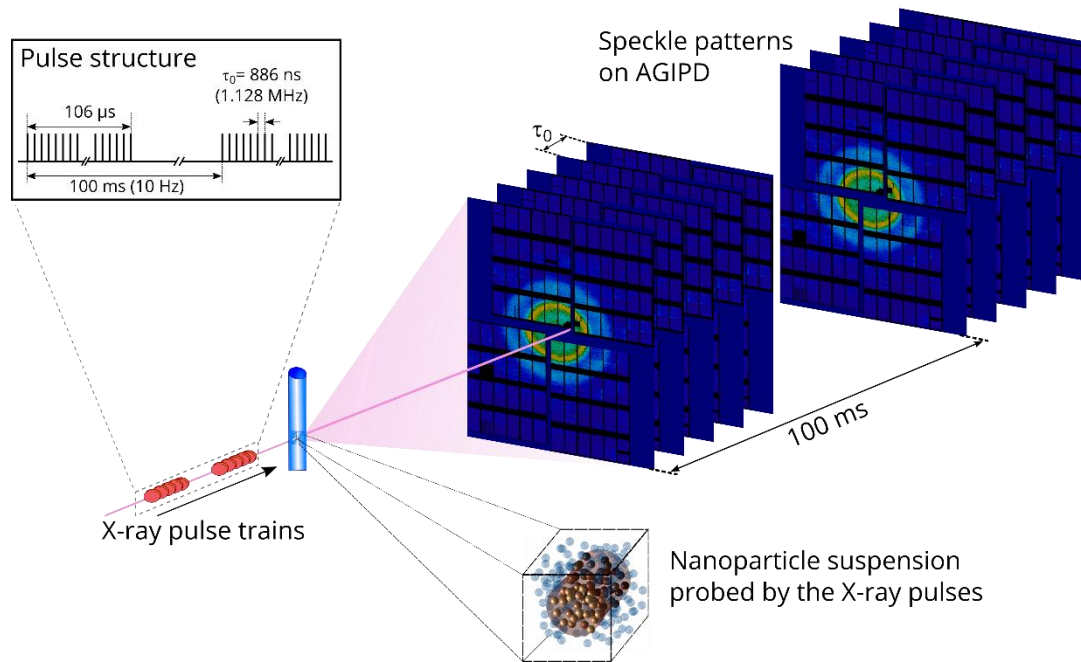 Pulse structure
τ₀= 886 ns
(1.128 MHz)
106 µs
100 ms (10 Hz)
Speckle patterns
on AGIPD
τ₀
100 ms
X-ray pulse trains
Nanoparticle suspension
probed by the X-ray pulses